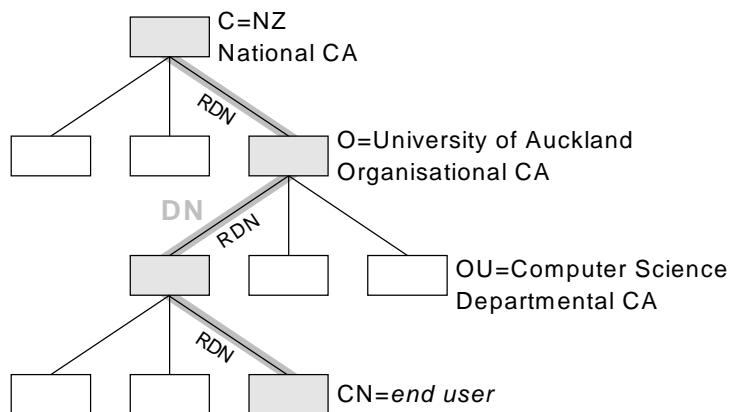 C=NZ
National CA
RDN
O=University of Auckland
Organisational CA
DN
RDN
OU=Computer Science
Departmental CA
RDN
CN=end user